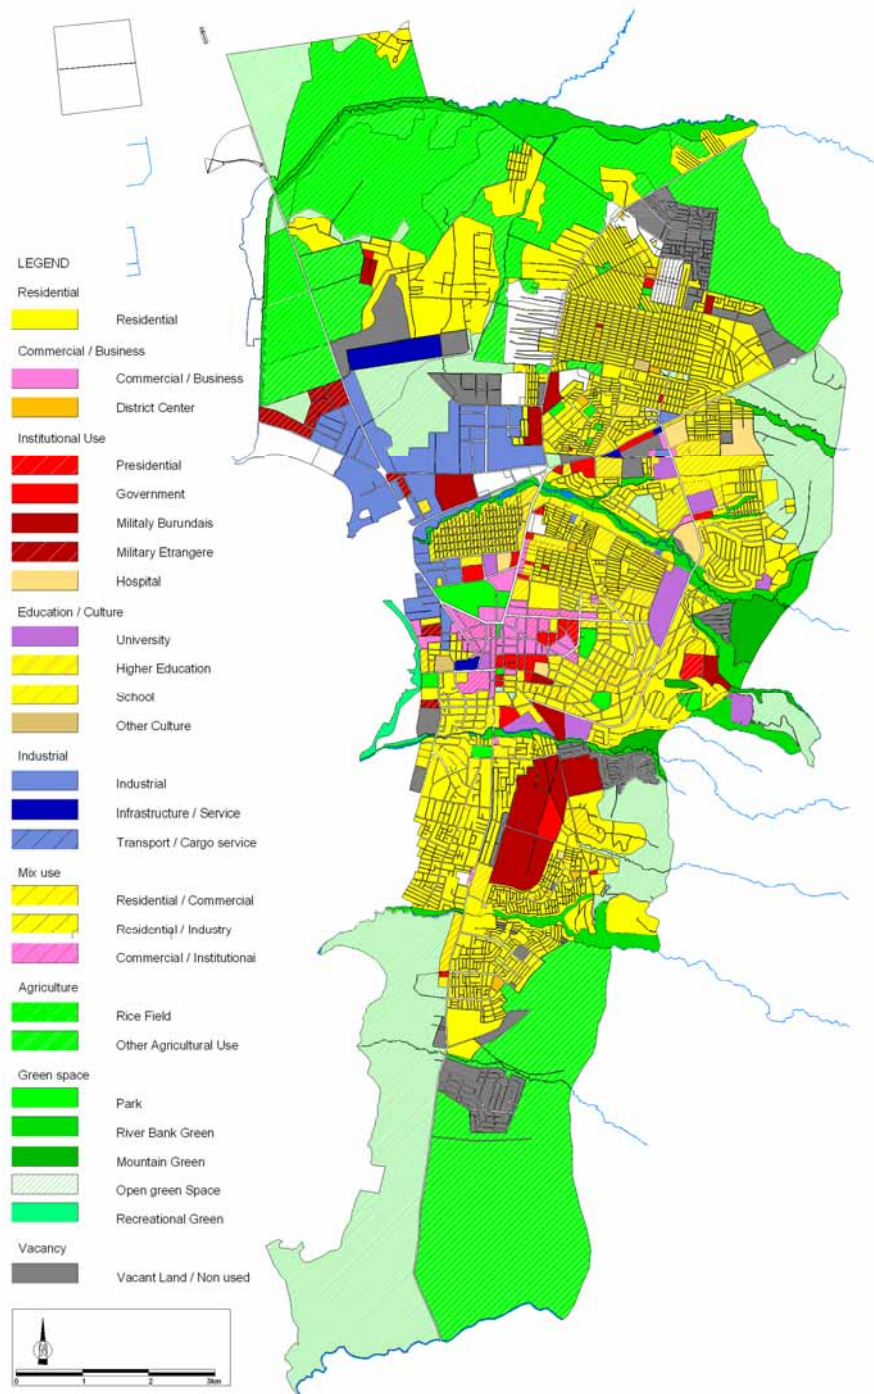 LEGEND
Residential
Residential
Commercial / Business
Commercial / Business
District Center
Institutional Use
Presidential
Government
Militaly Burundais
Military Etrangere
Hospital
Education / Culture
University
Higher Education
School
Other Culture
Industrial
Industrial
Infrastructure / Service
Transport / Cargo service
Mix use
Residential / Commercial
Residential / Industry
Commercial / Institutionai
Agriculture
Rice Field
Other Agricultural Use
Green space
Park
River Bank Green
Mountain Green
Open green Space
Recreational Green
Vacancy
Vacant Land / Non used
0 1 2 3km